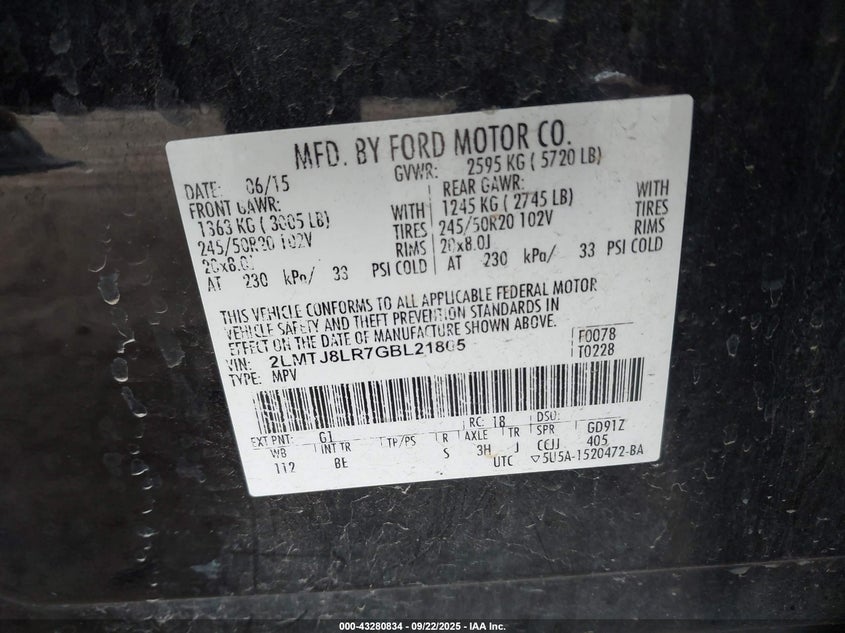 MFD. BY FORD MOTOR CO.
DATE: 06/15 GVWR: 2595 KG ( 5720 LB)
FRONT GAWR: REAR GAWR:
1363 KG ( 3005 LB) WITH 1245 KG ( 2745 LB) WITH
245/50R20 102V TIRES 245/50R20 102V TIRES
20x8.0J RIMS 20x8.0J RIMS
AT 230 kPa/ 33 PSI COLD AT 230 kPa/ 33 PSI COLD
THIS VEHICLE CONFORMS TO ALL APPLICABLE FEDERAL MOTOR
VEHICLE SAFETY AND THEFT PREVENTION STANDARDS IN
EFFECT ON THE DATE OF MANUFACTURE SHOWN ABOVE.
VIN: 2LMTJ8LR7GBL21805 F0078
TYPE: MPV T0228
EXT PNT: G1 RC: 18 DSO:
WB INT TR TP/PS R AXLE TR SPR GD91Z
112 BE S 3H J CCJJ 405
UTC ▽5U5A-1520472-BA
000-43280834 - 09/22/2025 - IAA Inc.